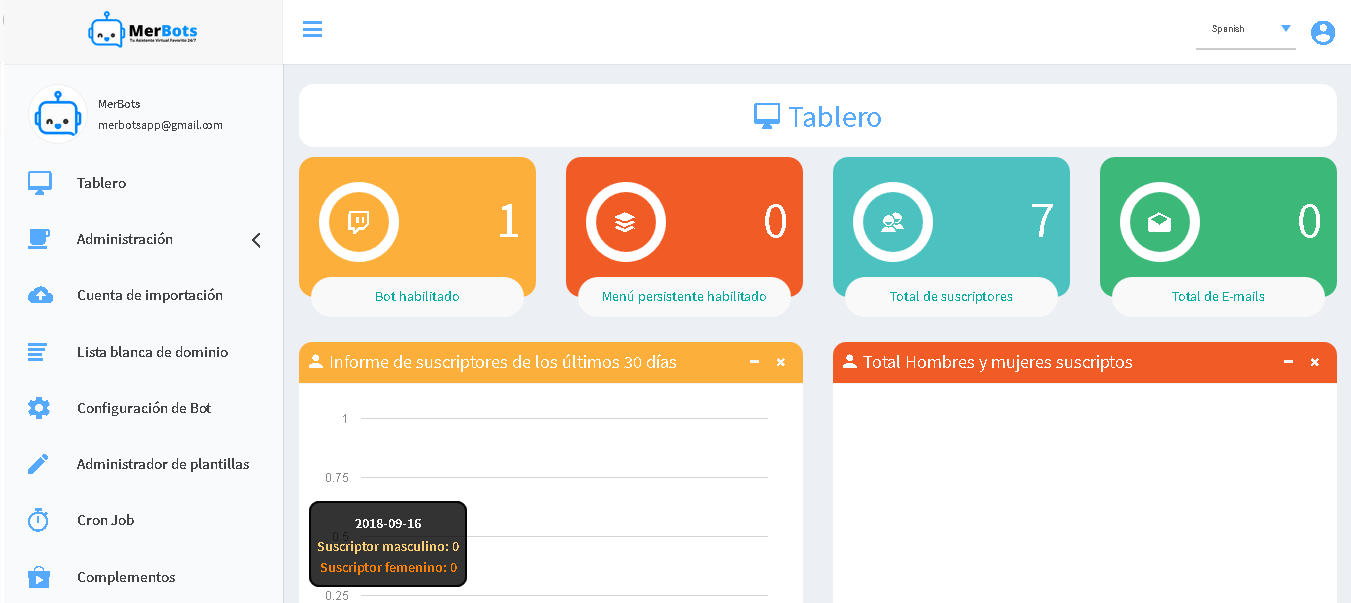 MerBots
Tu Asistente Virtual Favorito 24/7
Spanish
MerBots
merbotsapp@gmail.com
Tablero
Administración
Cuenta de importación
Lista blanca de dominio
Configuración de Bot
Administrador de plantillas
Cron Job
Complementos
Tablero
1
Bot habilitado
0
Menú persistente habilitado
7
Total de suscriptores
0
Total de E-mails
Informe de suscriptores de los últimos 30 días
1
0.75
0.5
0.25
2018-09-16
Suscriptor masculino: 0
Suscriptor femenino: 0
Total Hombres y mujeres suscriptos